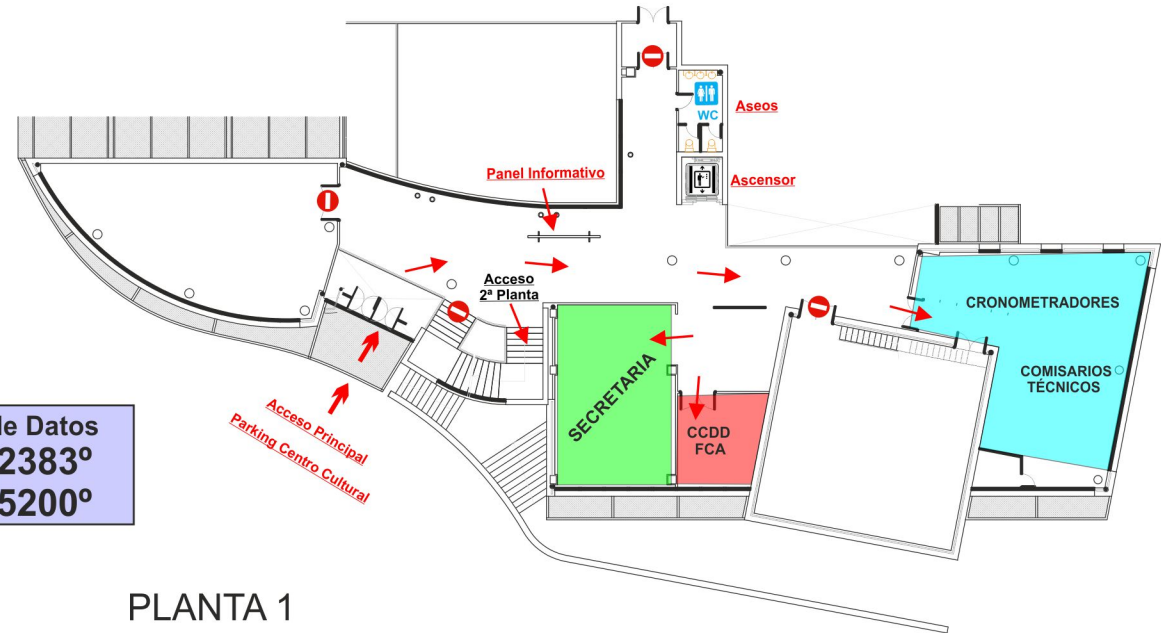 WC
Aseos
Ascensor
Panel Informativo
Acceso
2ª Planta
CRONOMETRADORES
COMISARIOS
TÉCNICOS
SECRETARIA
CCDD
FCA
Acceso Principal
Parking Centro Cultural
de Datos
2383º
5200º
PLANTA 1